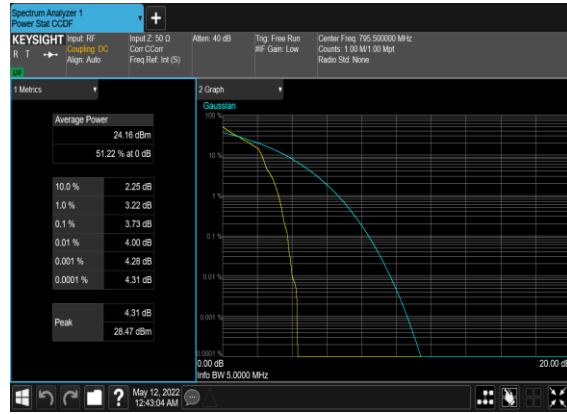 Spectrum Analyzer 1
Power Stat CCDF
+
KEYSIGHT
R T
LW
Input: RF
Coupling: DC
Align: Auto
Input Z: 50 Ω
Corr CCorr
Freq Ref: Int (S)
Atten: 40 dB
Trig: Free Run
#IF Gain: Low
Center Freq: 795.500000 MHz
Counts: 1.00 M/1.00 Mpt
Radio Std: None
1 Metrics
Average Power
24.16 dBm
51.22 % at 0 dB
10.0 % 2.25 dB
1.0 % 3.22 dB
0.1 % 3.73 dB
0.01 % 4.00 dB
0.001 % 4.28 dB
0.0001 % 4.31 dB
Peak
4.31 dB
28.47 dBm
2 Graph
Gaussian
100 %
10 %
1 %
0.1 %
0.01 %
0.001 %
0.0001 %
0.00 dB
20.00 dB
Info BW 5.0000 MHz
?
May 12, 2022
12:43:04 AM